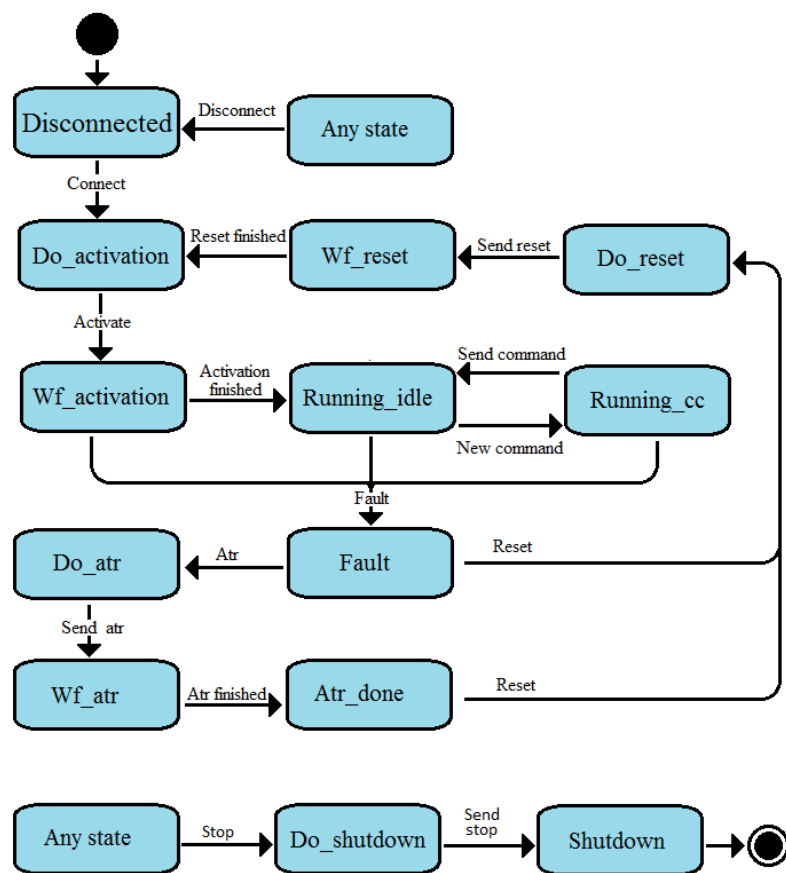 Disconnect
Disconnected
Any state
Connect
Reset finished
Send reset
Do_activation
Wf_reset
Do_reset
Activate
Activation
finished
Send command
Wf_activation
Running_idle
Running_cc
New command
Fault
Do_atr
Atr
Fault
Reset
Send atr
Wf_atr
Atr finished
Atr_done
Reset
Any state
Stop
Do_shutdown
Send
stop
Shutdown